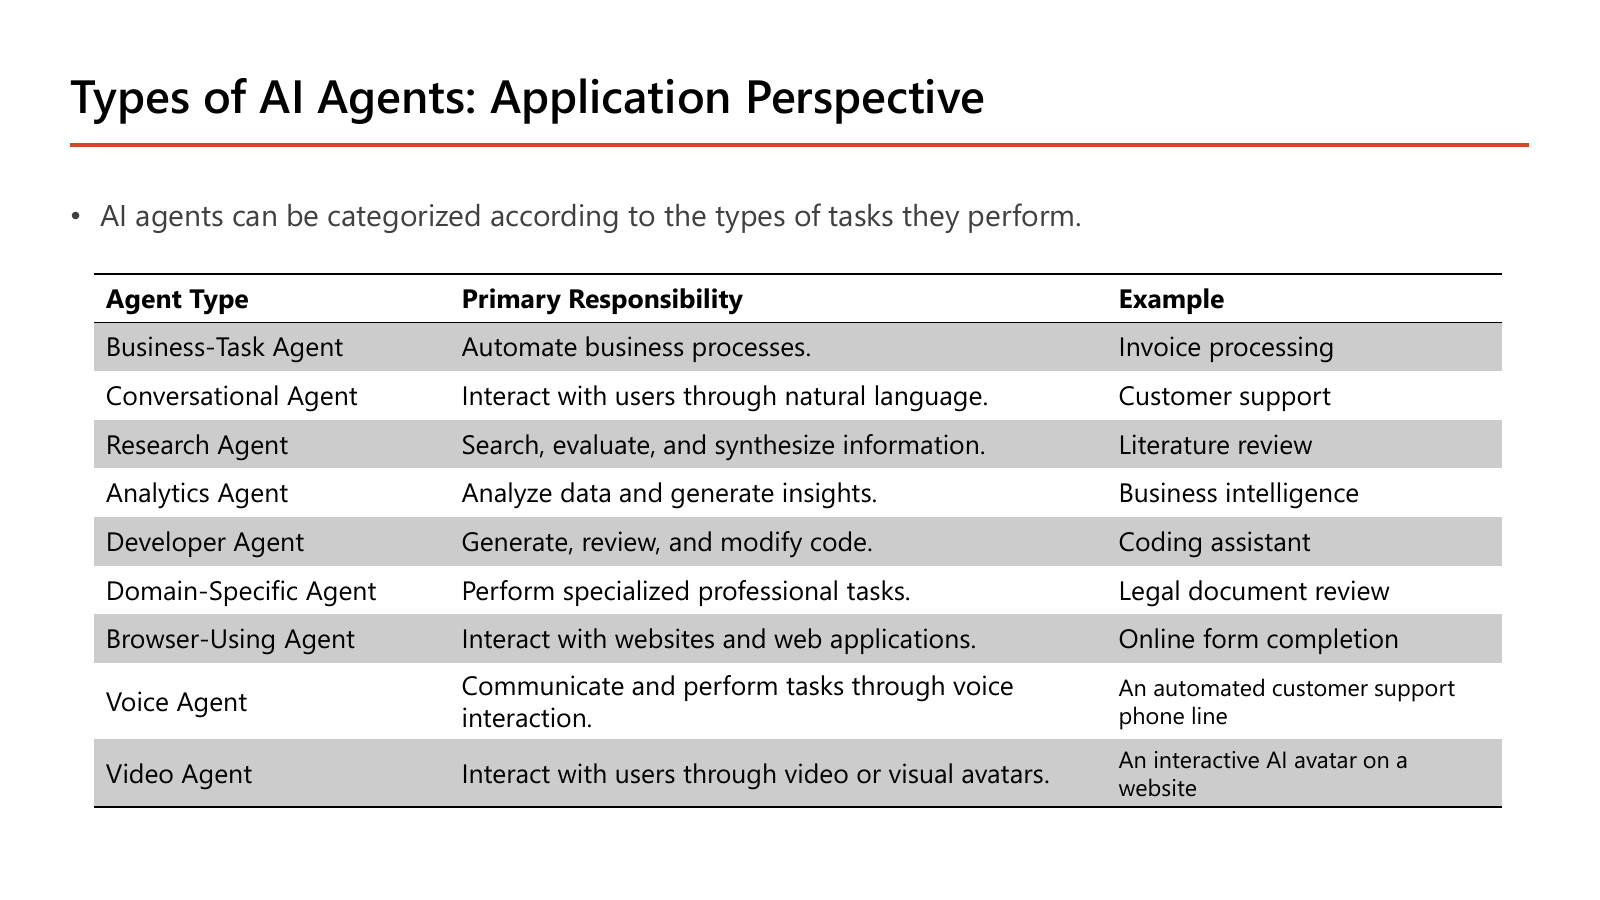 Types of AI Agents: Application Perspective
• AI agents can be categorized according to the types of tasks they perform.
Agent Type Primary Responsibility Example
Business-Task Agent Automate business processes. Invoice processing
Conversational Agent Interact with users through natural language. Customer support
Research Agent Search, evaluate, and synthesize information. Literature review
Analytics Agent Analyze data and generate insights. Business intelligence
Developer Agent Generate, review, and modify code. Coding assistant
Domain-Specific Agent Perform specialized professional tasks. Legal document review
Browser-Using Agent Interact with websites and web applications. Online form completion
Voice Agent
Communicate and perform tasks through voice
interaction.
An automated customer support
phone line
Video Agent
Interact with users through video or visual avatars.
An interactive AI avatar on a
website